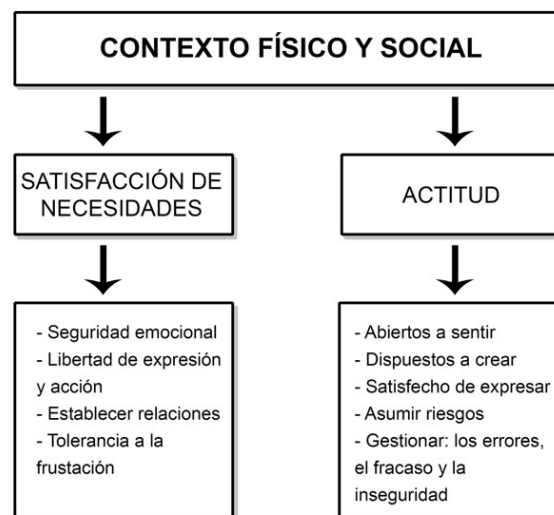 CONTEXTO FÍSICO Y SOCIAL
SATISFACCIÓN DE
NECESIDADES
ACTITUD
- Seguridad emocional
- Libertad de expresión
y acción
- Establecer relaciones
- Tolerancia a la
frustación
- Abiertos a sentir
- Dispuestos a crear
- Satisfecho de expresar
- Asumir riesgos
- Gestionar: los errores,
el fracaso y la
inseguridad